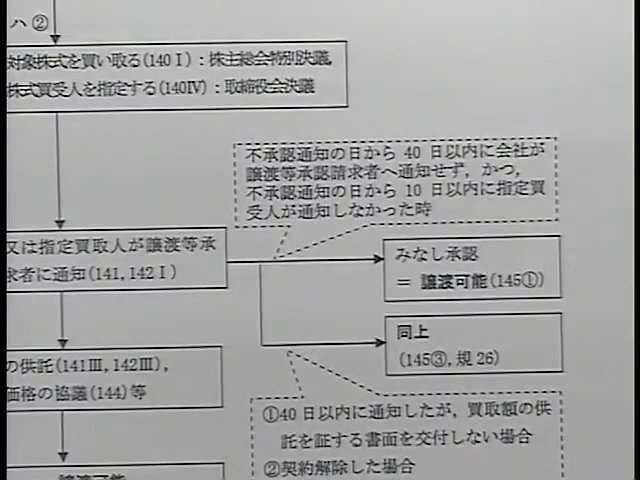 ハ②
対象株式を買い取る(140Ⅰ)：株主総会特別決議,
株式買受人を指定する(140Ⅳ)：取締役会決議
不承認通知の日から 40 日以内に会社が
譲渡等承認請求者へ通知せず，かつ，
不承認通知の日から 10 日以内に指定買
受人が通知しなかった時
又は指定買取人が譲渡等承
求者に通知(141, 142Ⅰ)
みなし承認
＝ 譲渡可能(145①)
同上
(145③, 規 26)
の供託(141Ⅲ, 142Ⅲ),
価格の協議(144)等
①40 日以内に通知したが，買取額の供
託を証する書面を交付しない場合
②契約解除した場合
譲渡可能